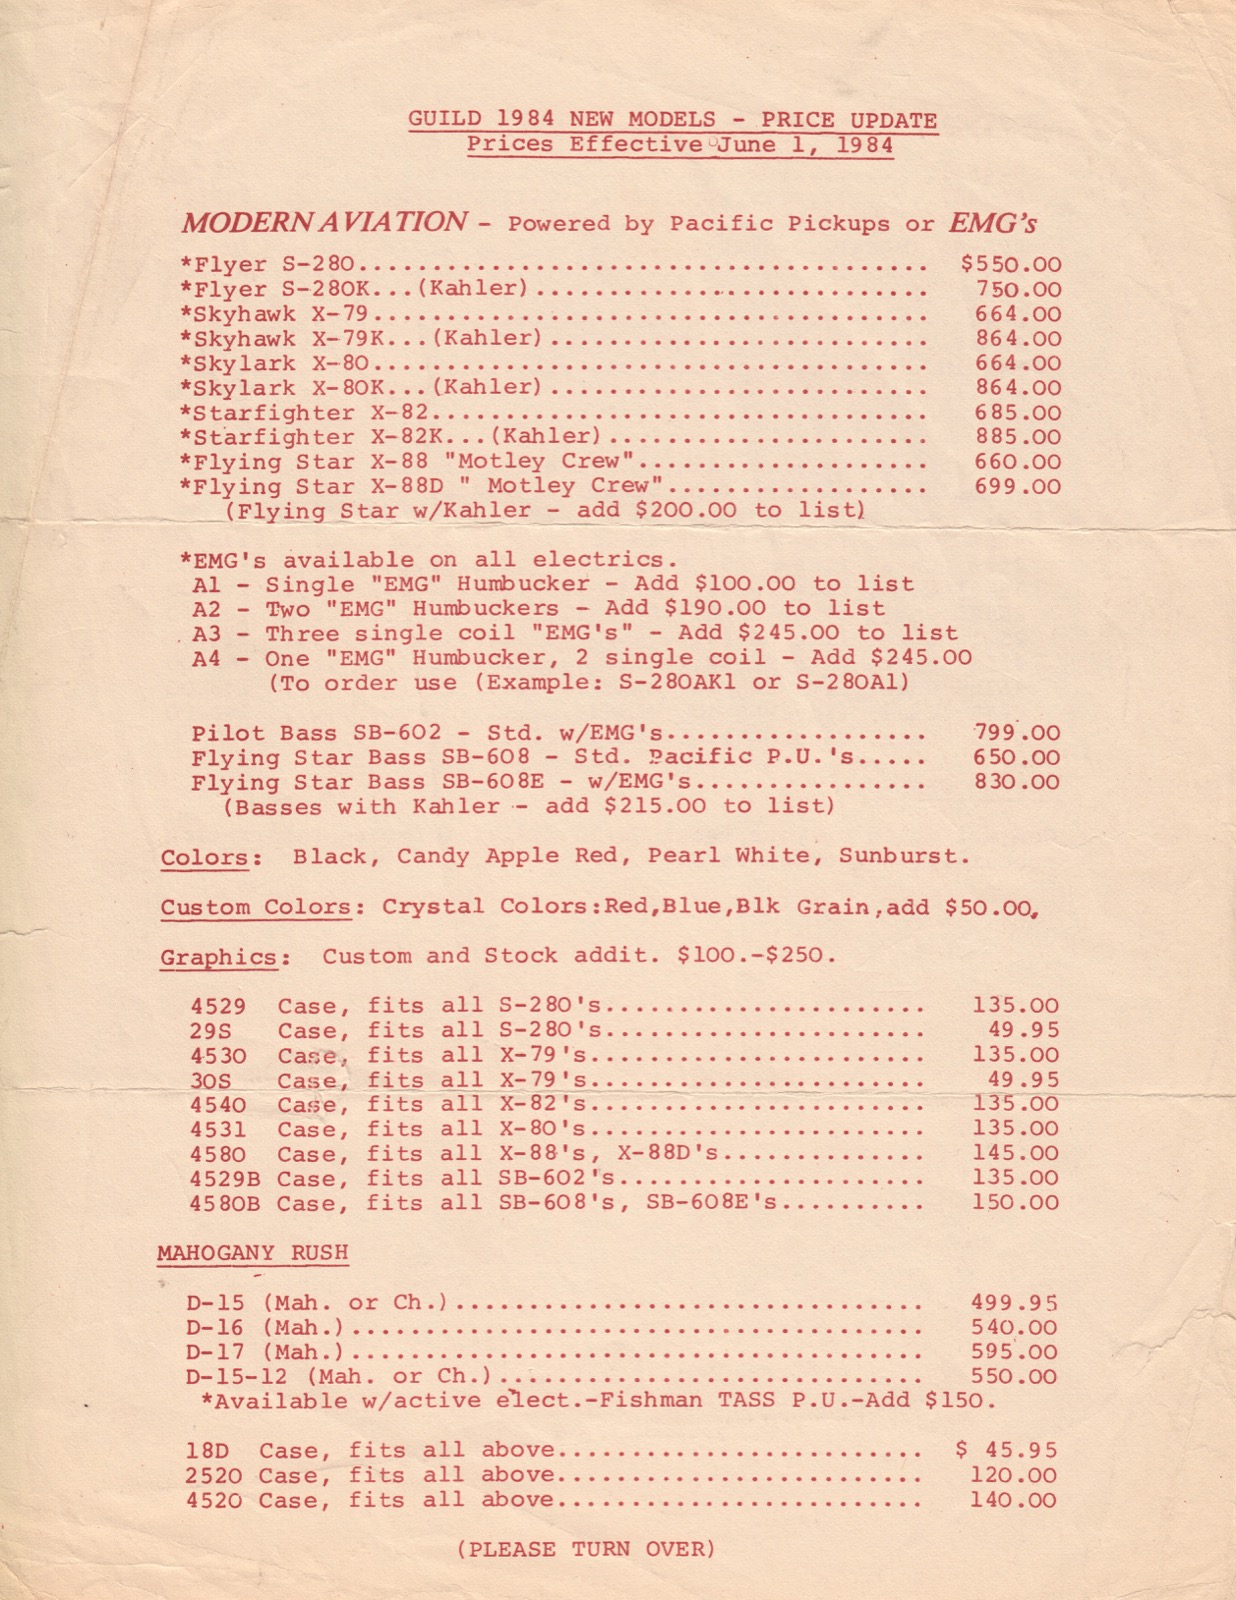 GUILD 1984 NEW MODELS - PRICE UPDATE
Prices Effective June 1, 1984
MODERN AVIATION - Powered by Pacific Pickups or EMG's
*Flyer S-280....................................... $550.00
*Flyer S-280K...(Kahler)........................... 750.00
*Skyhawk X-79...................................... 664.00
*Skyhawk X-79K...(Kahler).......................... 864.00
*Skylark X-80...................................... 664.00
*Skylark X-80K...(Kahler).......................... 864.00
*Starfighter X-82.................................. 685.00
*Starfighter X-82K...(Kahler)...................... 885.00
*Flying Star X-88 "Motley Crew".................... 660.00
*Flying Star X-88D " Motley Crew".................. 699.00
(Flying Star w/Kahler - add $200.00 to list)
*EMG's available on all electrics.
A1 - Single "EMG" Humbucker - Add $100.00 to list
A2 - Two "EMG" Humbuckers - Add $190.00 to list
A3 - Three single coil "EMG's" - Add $245.00 to list
A4 - One "EMG" Humbucker, 2 single coil - Add $245.00
(To order use (Example: S-280AK1 or S-280A1)
Pilot Bass SB-602 - Std. w/EMG's.................. 799.00
Flying Star Bass SB-608 - Std. Pacific P.U.'s..... 650.00
Flying Star Bass SB-608E - w/EMG's................ 830.00
(Basses with Kahler - add $215.00 to list)
Colors: Black, Candy Apple Red, Pearl White, Sunburst.
Custom Colors: Crystal Colors:Red,Blue,Blk Grain,add $50.00.
Graphics: Custom and Stock addit. $100.-$250.
4529 Case, fits all S-280's...................... 135.00
29S Case, fits all S-280's...................... 49.95
4530 Case, fits all X-79's....................... 135.00
30S Case, fits all X-79's....................... 49.95
4540 Case, fits all X-82's....................... 135.00
4531 Case, fits all X-80's....................... 135.00
4580 Case, fits all X-88's, X-88D's.............. 145.00
4529B Case, fits all SB-602's..................... 135.00
4580B Case, fits all SB-608's, SB-608E's.......... 150.00
MAHOGANY RUSH
D-15 (Mah. or Ch.)................................ 499.95
D-16 (Mah.)....................................... 540.00
D-17 (Mah.)....................................... 595.00
D-15-12 (Mah. or Ch.)............................. 550.00
*Available w/active elect.-Fishman TASS P.U.-Add $150.
18D Case, fits all above......................... $ 45.95
2520 Case, fits all above......................... 120.00
4520 Case, fits all above......................... 140.00
(PLEASE TURN OVER)